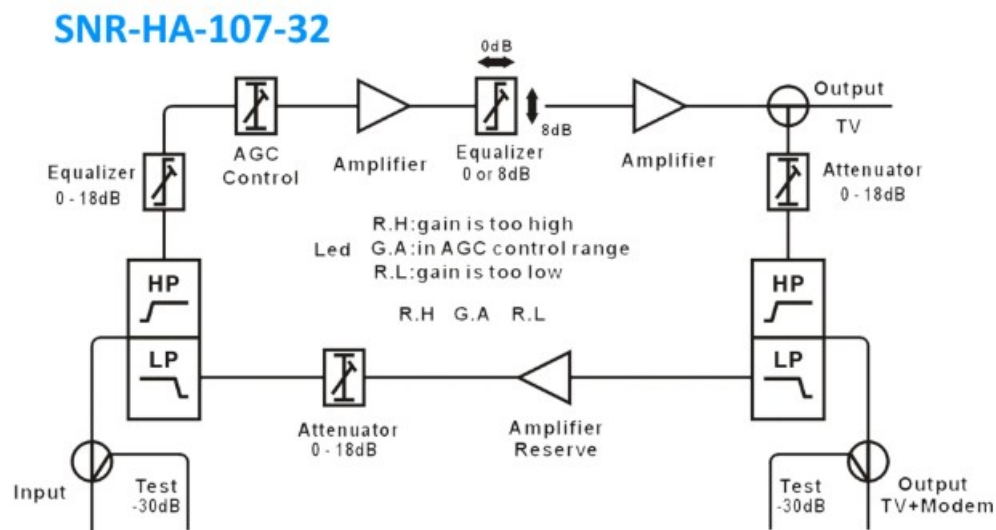 SNR-HA-107-32
0dB
8dB
Output
TV
Equalizer
0 - 18dB
AGC
Control
Amplifier
Equalizer
0 or 8dB
Amplifier
Attenuator
0 - 18dB
R.H:gain is too high
Led G.A:in AGC control range
R.L:gain is too low
R.H G.A R.L
HP
LP
HP
LP
Attenuator
0 - 18dB
Amplifier
Reserve
Input
Test
-30dB
Test
-30dB
Output
TV+Modem